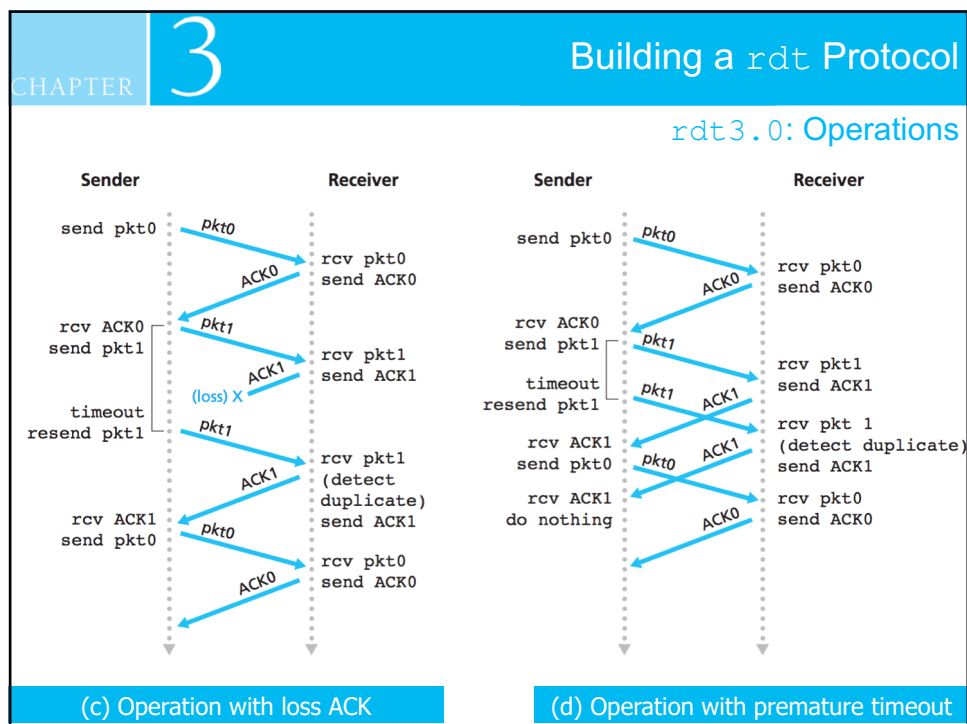 CHAPTER 3
Building a rdt Protocol
rdt3.0: Operations
Sender
Receiver
send pkt0
pkt0
rcv pkt0
send ACK0
ACK0
rcv ACK0
send pkt1
pkt1
rcv pkt1
send ACK1
ACK1
(loss) X
timeout
resend pkt1
pkt1
rcv pkt1
(detect
duplicate)
send ACK1
ACK1
rcv ACK1
send pkt0
pkt0
rcv pkt0
send ACK0
ACK0
(c) Operation with loss ACK
Sender
Receiver
send pkt0
pkt0
rcv pkt0
send ACK0
ACK0
rcv ACK0
send pkt1
pkt1
rcv pkt1
send ACK1
ACK1
timeout
resend pkt1
pkt1
rcv pkt 1
(detect duplicate)
send ACK1
ACK1
rcv ACK1
send pkt0
pkt0
rcv pkt0
send ACK0
rcv ACK1
do nothing
ACK0
(d) Operation with premature timeout